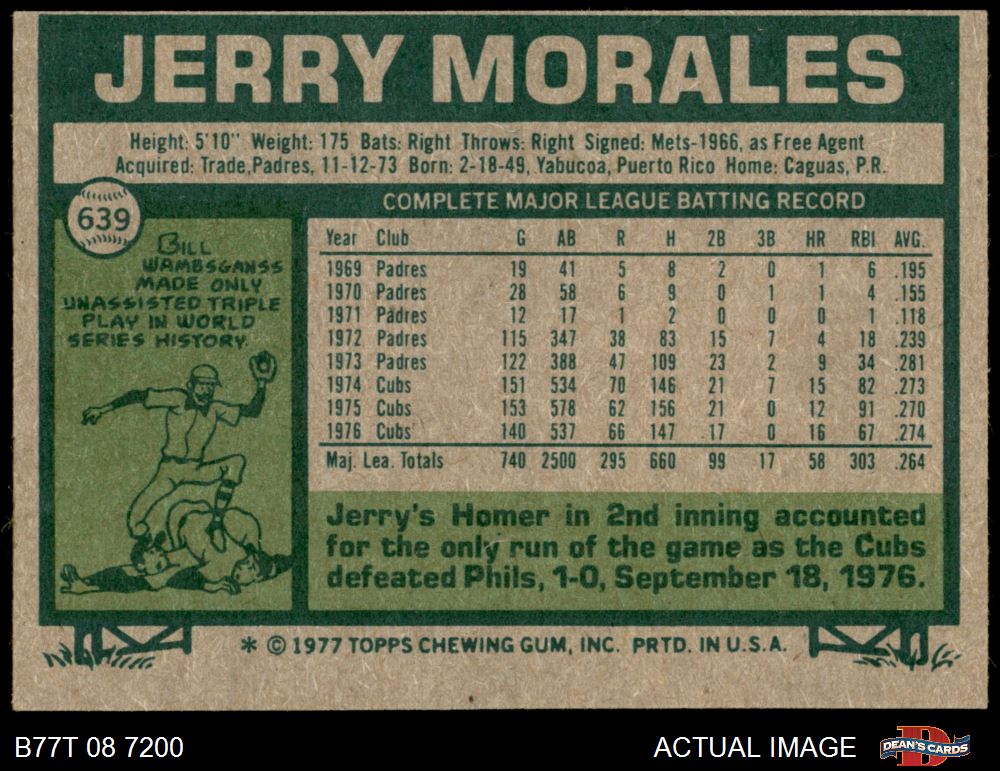 JERRY MORALES
Height: 5'10" Weight: 175 Bats: Right Throws: Right Signed: Mets-1966, as Free Agent
Acquired: Trade,Padres, 11-12-73 Born: 2-18-49, Yabucoa, Puerto Rico Home: Caguas, P.R.
639
BILL
WAMBSGANSS
MADE ONLY
UNASSISTED TRIPLE
PLAY IN WORLD
SERIES HISTORY.
COMPLETE MAJOR LEAGUE BATTING RECORD
Year Club G AB R H 2B 3B HR RBI AVG.
1969 Padres 19 41 5 8 2 0 1 6 .195
1970 Padres 28 58 6 9 0 1 1 4 .155
1971 Padres 12 17 1 2 0 0 0 1 .118
1972 Padres 115 347 38 83 15 7 4 18 .239
1973 Padres 122 388 47 109 23 2 9 34 .281
1974 Cubs 151 534 70 146 21 7 15 82 .273
1975 Cubs 153 578 62 156 21 0 12 91 .270
1976 Cubs 140 537 66 147 17 0 16 67 .274
Maj. Lea. Totals 740 2500 295 660 99 17 58 303 .264
Jerry's Homer in 2nd inning accounted
for the only run of the game as the Cubs
defeated Phils, 1-0, September 18, 1976.
* © 1977 TOPPS CHEWING GUM, INC. PRTD. IN U.S.A.
B77T 08 7200
ACTUAL IMAGE
D
DEAN'S CARDS